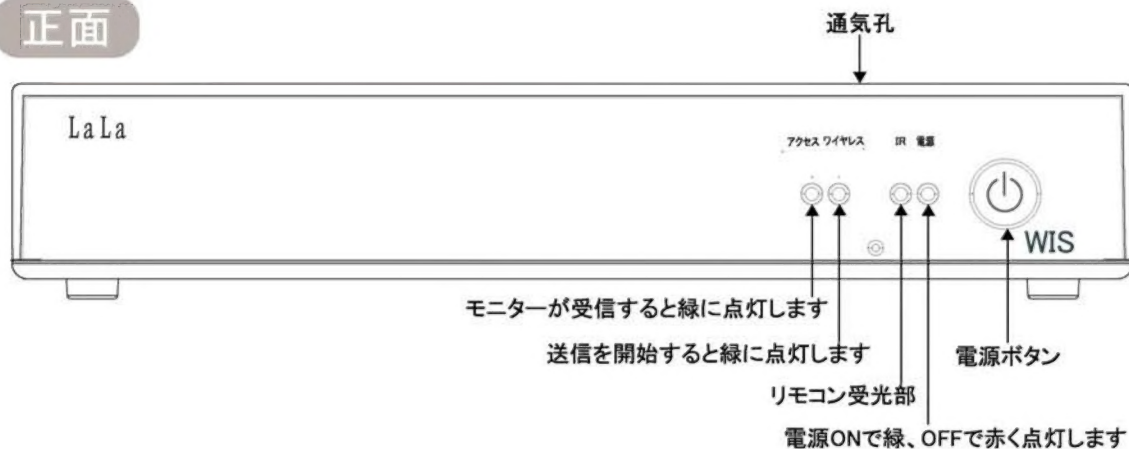 正面
通気孔
LaLa
アクセス ワイヤレス IR 電源
WIS
モニターが受信すると緑に点灯します
送信を開始すると緑に点灯します
電源ボタン
リモコン受光部
電源ONで緑、OFFで赤く点灯します